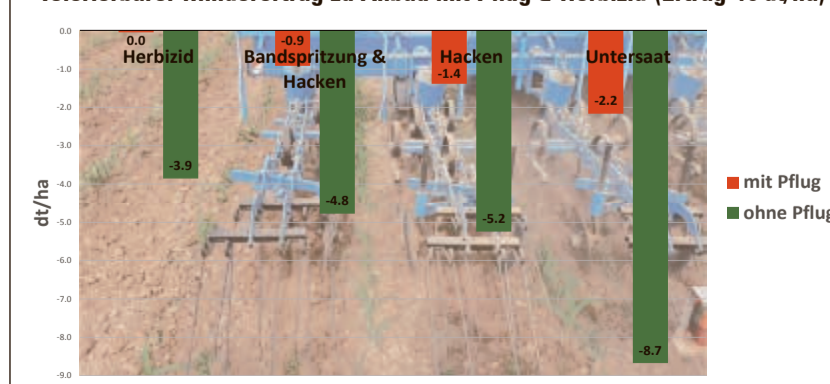 0.0
-1.0
-2.0
-3.0
-4.0
-5.0
-6.0
-7.0
-8.0
-9.0
dt/ha
0.0
Herbizid
-3.9
-0.9
Bandspritzung &
Hacken
-4.8
-1.4
Hacken
-5.2
Untersaat
-2.2
-8.7
mit Pflug
ohne Pflug